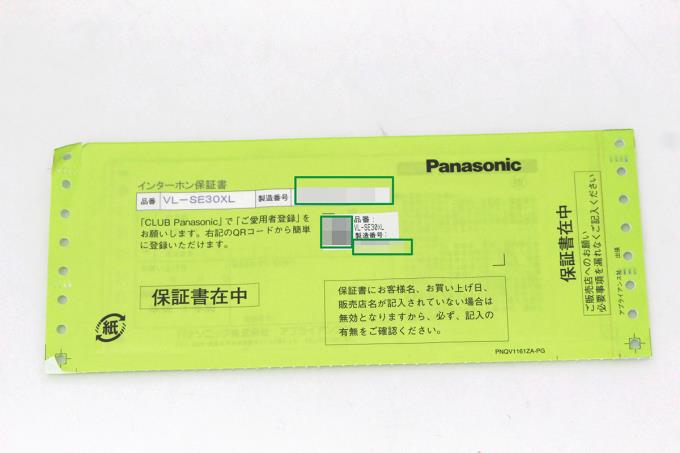 Panasonic
インターホン保証書
品番 VL-SE30XL 製造番号
「CLUB Panasonic」で「ご愛用者登録」を
お願いします。右記のQRコードから簡単
に登録いただけます。
品番:
VL-SE30XL
製造番号:
保証書在中
保証書にお客様名、お買い上げ日、
販売店名が記入されていない場合は
無効となりますから、必ず、記入の
有無をご確認ください。
紙
PNQV1161ZA-PG
保証書在中
ご販売店へのお願い
必要事項を漏れなくご記入ください